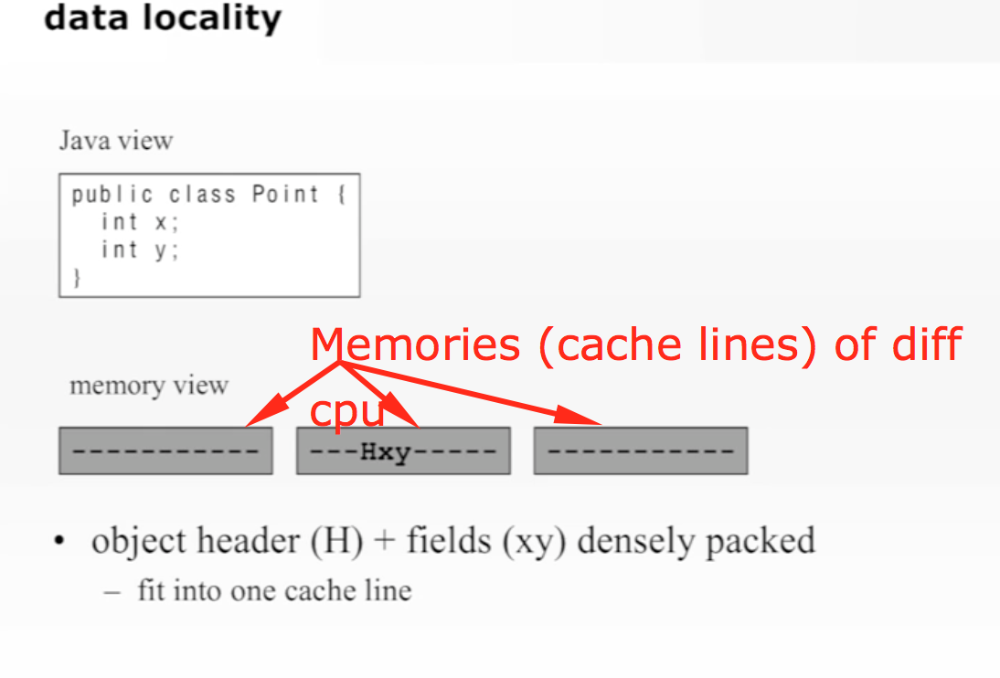 data locality
Java view
public class Point {
int x;
int y;
}
Memories (cache lines) of diff
cpu
memory view
----------- ---Hxy----- -----------
• object header (H) + fields (xy) densely packed
– fit into one cache line